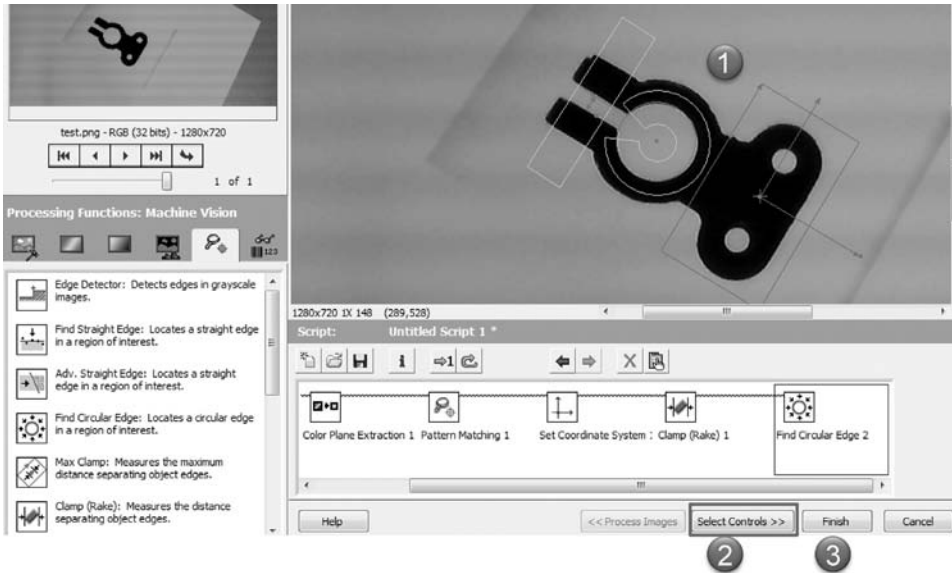 test.png - RGB (32 bits) - 1280x720
1 of 1
Processing Functions: Machine Vision
123
Edge Detector: Detects edges in grayscale
images.
Find Straight Edge: Locates a straight edge
in a region of interest.
Adv. Straight Edge: Locates a straight
edge in a region of interest.
Find Circular Edge: Locates a circular edge
in a region of interest.
Max Clamp: Measures the maximum
distance separating object edges.
Clamp (Rake): Measures the distance
separating object edges.
1
1280x720 1X 148 (289,528)
Script: Untitled Script 1 *
1
Color Plane Extraction 1 Pattern Matching 1 Set Coordinate System : Clamp (Rake) 1 Find Circular Edge 2
Help << Process Images Select Controls >> Finish Cancel
2 3